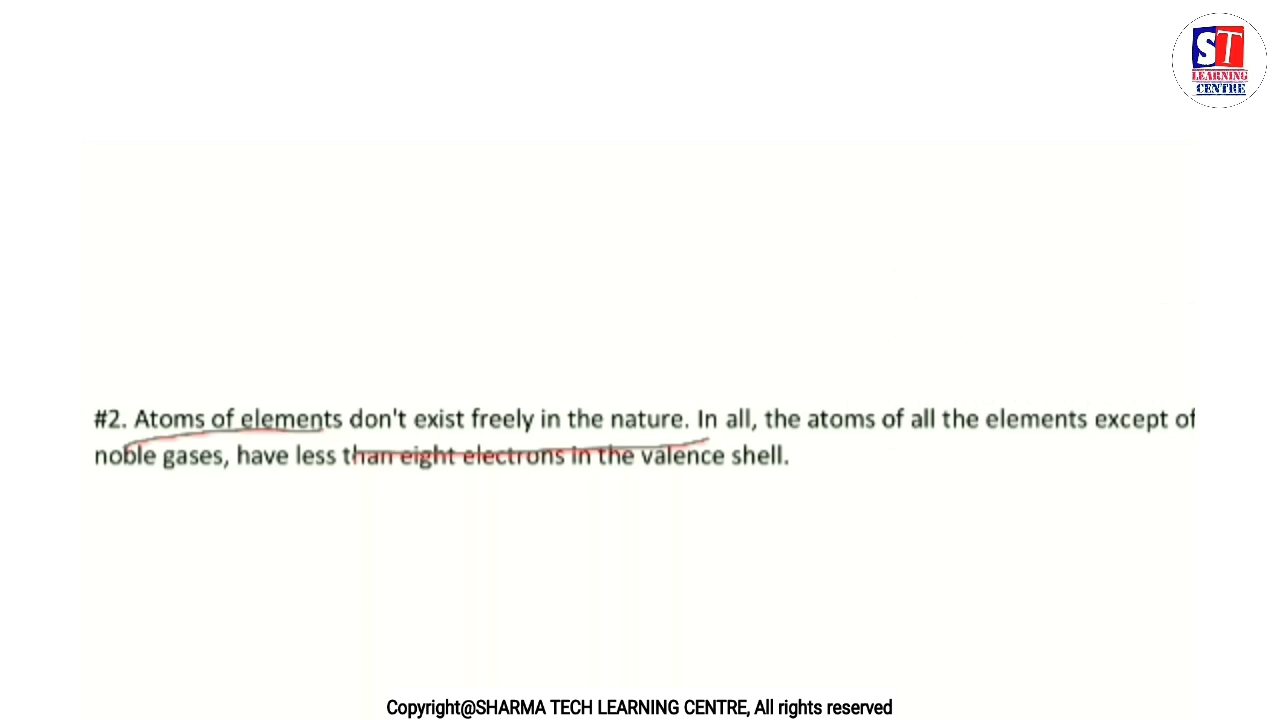 ST
LEARNING
CENTRE
#2. Atoms of elements don't exist freely in the nature. In all, the atoms of all the elements except of
noble gases, have less than eight electrons in the valence shell.
Copyright@SHARMA TECH LEARNING CENTRE, All rights reserved